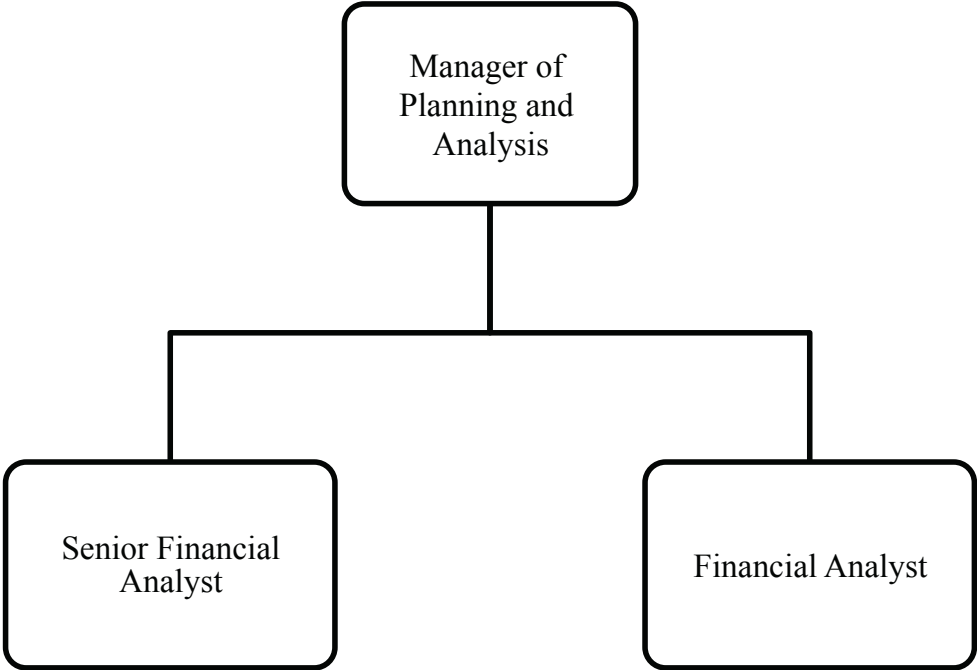 Manager of
Planning and
Analysis
Senior Financial
Analyst
Financial Analyst